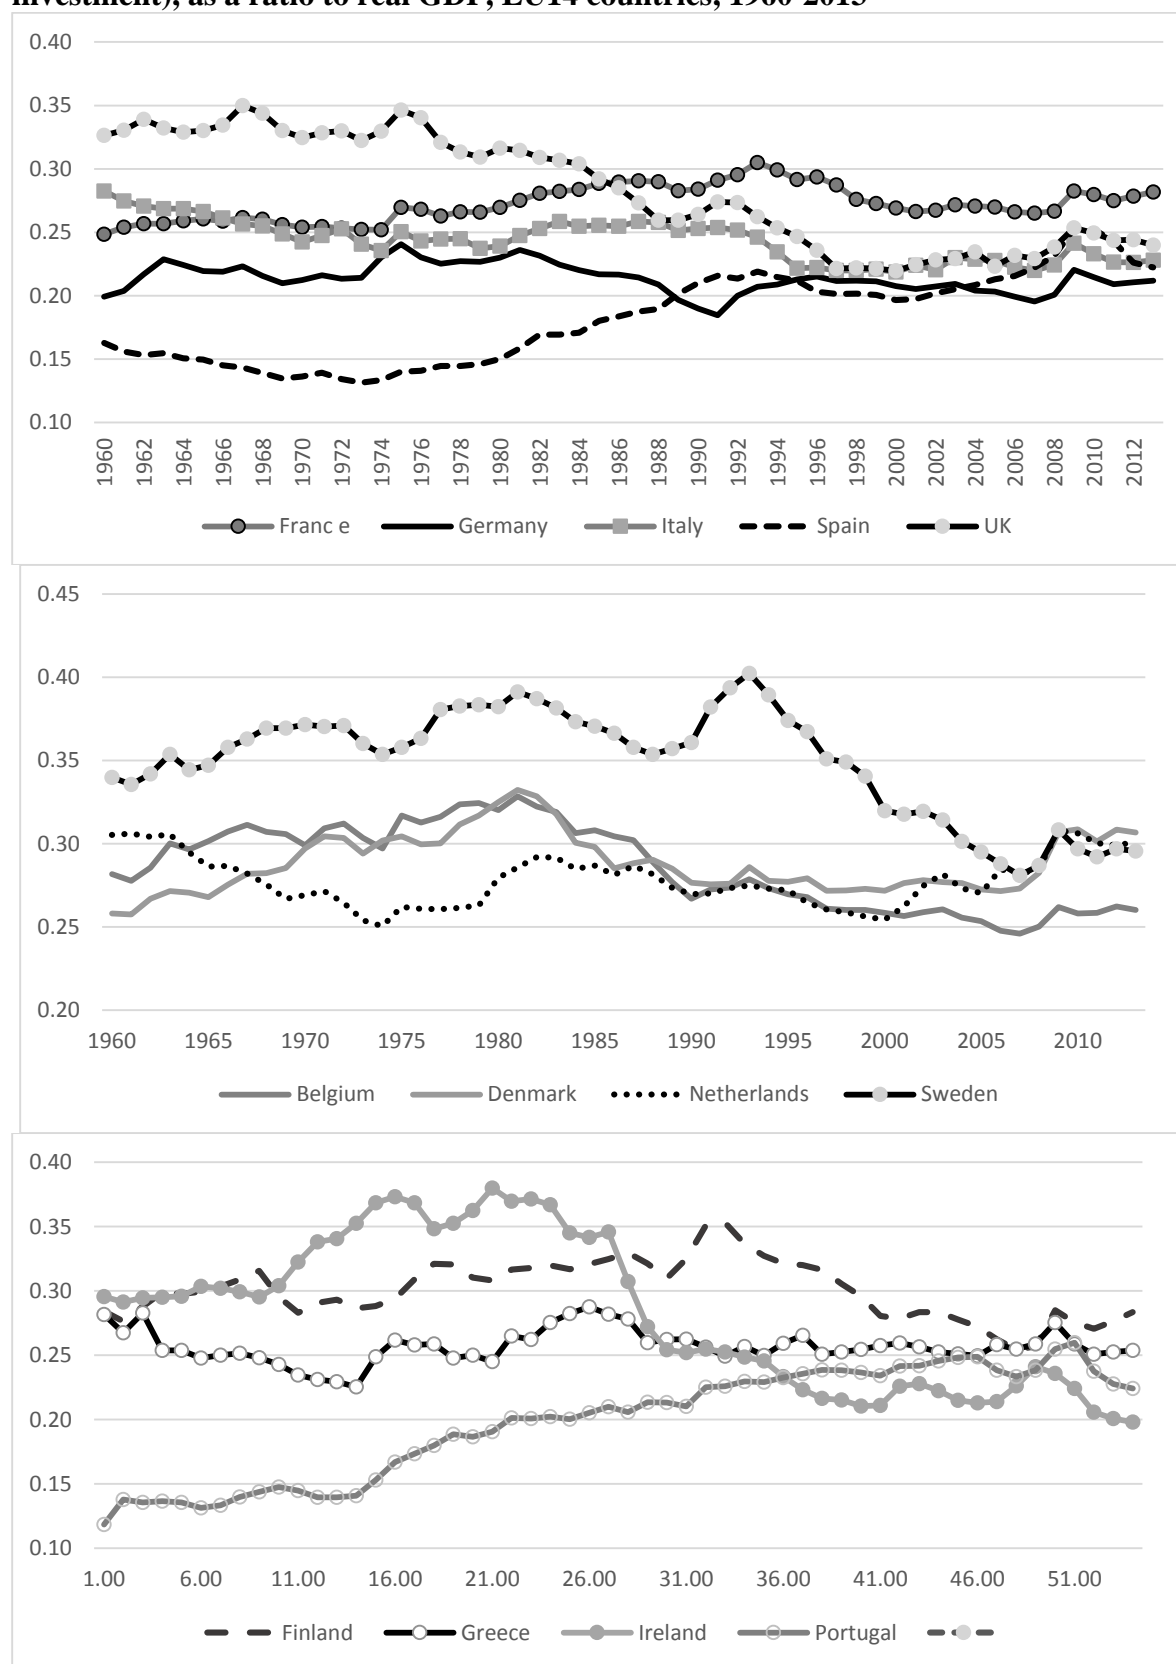 investment), as a ratio to real GDP, EU14 countries, 1960-2013
0.40
0.35
0.30
0.25
0.20
0.15
0.10
1960 1962 1964 1966 1968 1970 1972 1974 1976 1978 1980 1982 1984 1986 1988 1990 1992 1994 1996 1998 2000 2002 2004 2006 2008 2010 2012
Franc e Germany Italy Spain UK
0.45
0.40
0.35
0.30
0.25
0.20
1960 1965 1970 1975 1980 1985 1990 1995 2000 2005 2010
Belgium Denmark Netherlands Sweden
0.40
0.35
0.30
0.25
0.20
0.15
0.10
1.00 6.00 11.00 16.00 21.00 26.00 31.00 36.00 41.00 46.00 51.00
Finland Greece Ireland Portugal